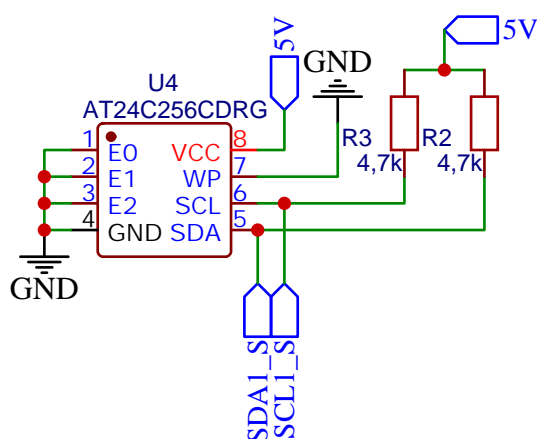 5V
5V
GND
U4
AT24C256CDRG
1 E0 VCC 8
2 E1 WP 7
3 E2 SCL 6
4 GND SDA 5
R3
4,7k
R2
4,7k
GND
SDA1_S
SCL1_S